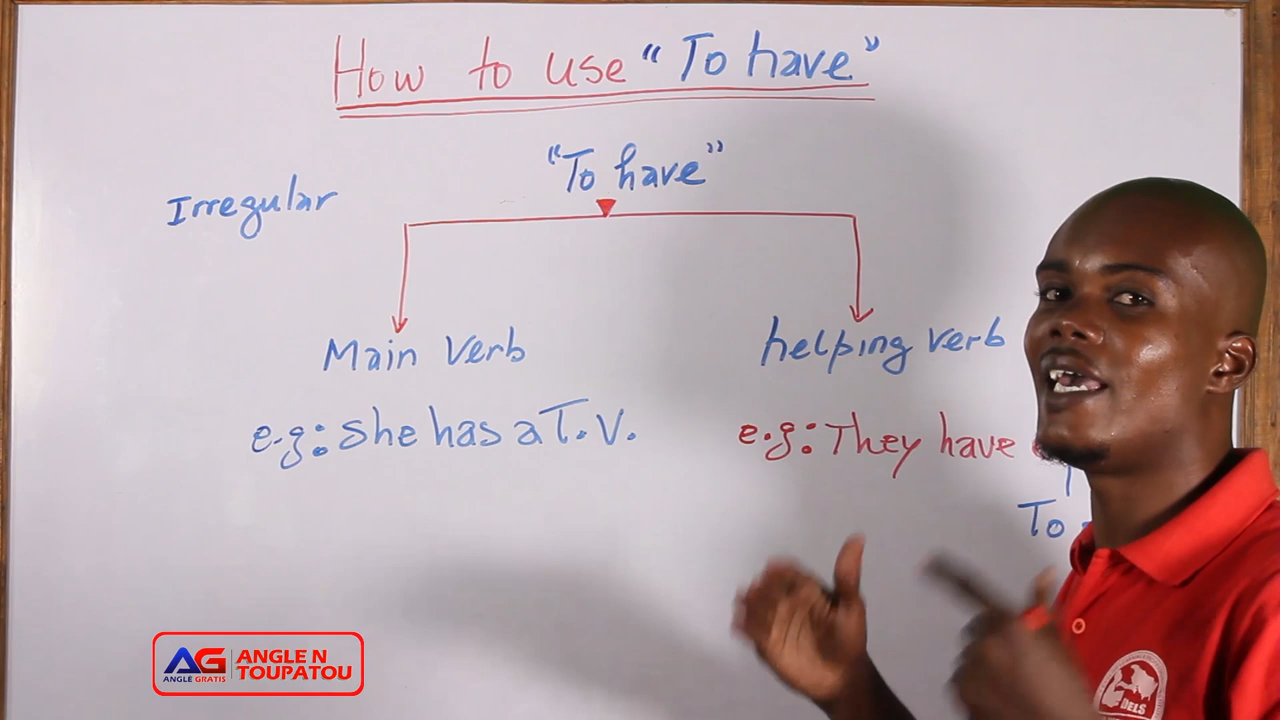 How to use "To have"
"To have"
Irregular
Main verb
helping verb
e.g: She has a T.V.
e.g: They have
To
AG
ANGLE GRATIS
ANGLE N
TOUPATOU
DELS